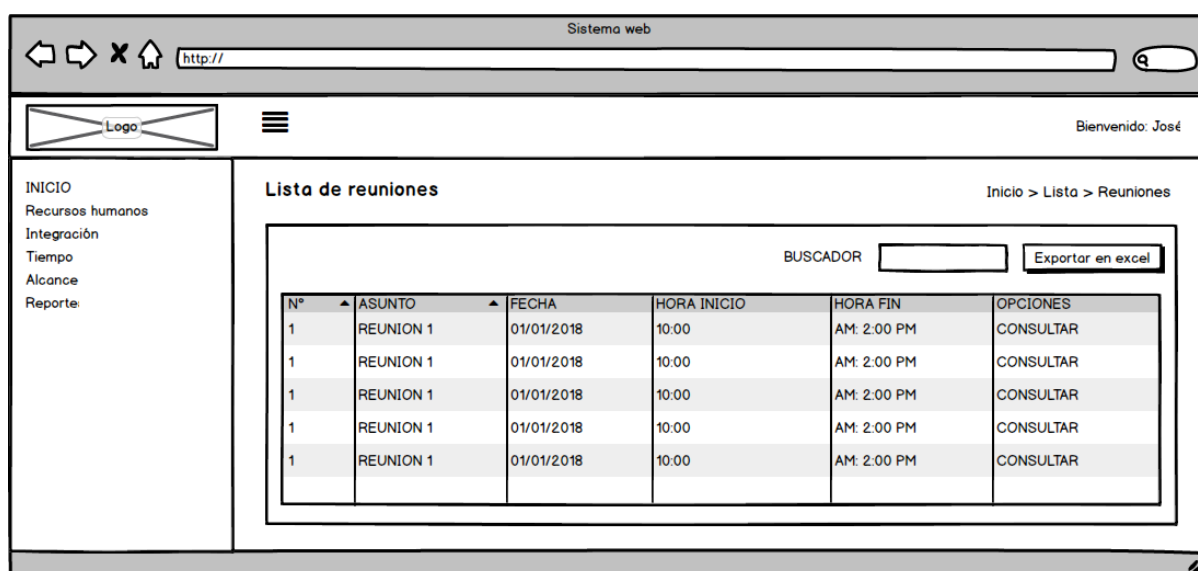 Sistema web
http://
Logo
Bienvenido: José
INICIO
Recursos humanos
Integración
Tiempo
Alcance
Reporte
Lista de reuniones
Inicio > Lista > Reuniones
BUSCADOR Exportar en excel
N° ASUNTO FECHA HORA INICIO HORA FIN OPCIONES
1 REUNION 1 01/01/2018 10:00 AM: 2:00 PM CONSULTAR
1 REUNION 1 01/01/2018 10:00 AM: 2:00 PM CONSULTAR
1 REUNION 1 01/01/2018 10:00 AM: 2:00 PM CONSULTAR
1 REUNION 1 01/01/2018 10:00 AM: 2:00 PM CONSULTAR
1 REUNION 1 01/01/2018 10:00 AM: 2:00 PM CONSULTAR